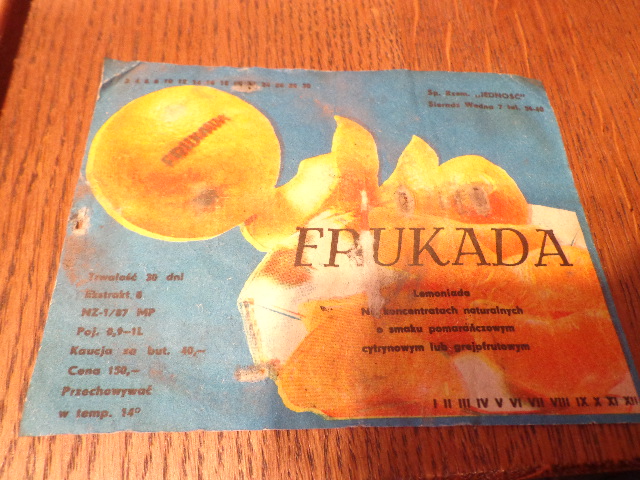 Sp. Rzem. „JEDNOŚĆ"
FRUKADA
Trwałość 30 dni
Ekstrakt 8
NZ-1/87 MP
Poj. 0,9–1L
Kaucja za but. 40,–
Cena 150,–
Przechowywać
w temp. 14°
Lemoniada
Na koncentratach naturalnych
o smaku pomarańczowym
cytrynowym lub grejpfrutowym
I II III IV V VI VII VIII IX X XI XII